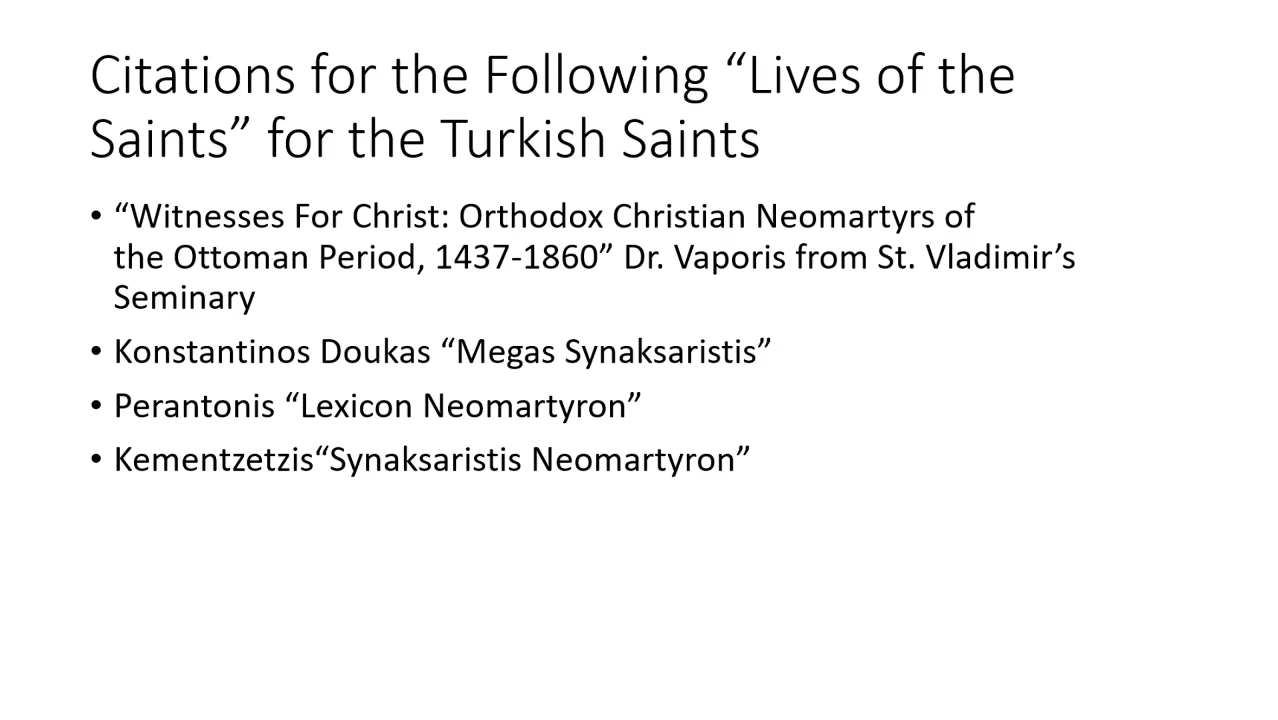 Citations for the Following “Lives of the
Saints” for the Turkish Saints
• “Witnesses For Christ: Orthodox Christian Neomartyrs of
the Ottoman Period, 1437-1860” Dr. Vaporis from St. Vladimir’s
Seminary
• Konstantinos Doukas “Megas Synaksaristis”
• Perantonis “Lexicon Neomartyron”
• Kementzetzis“Synaksaristis Neomartyron”